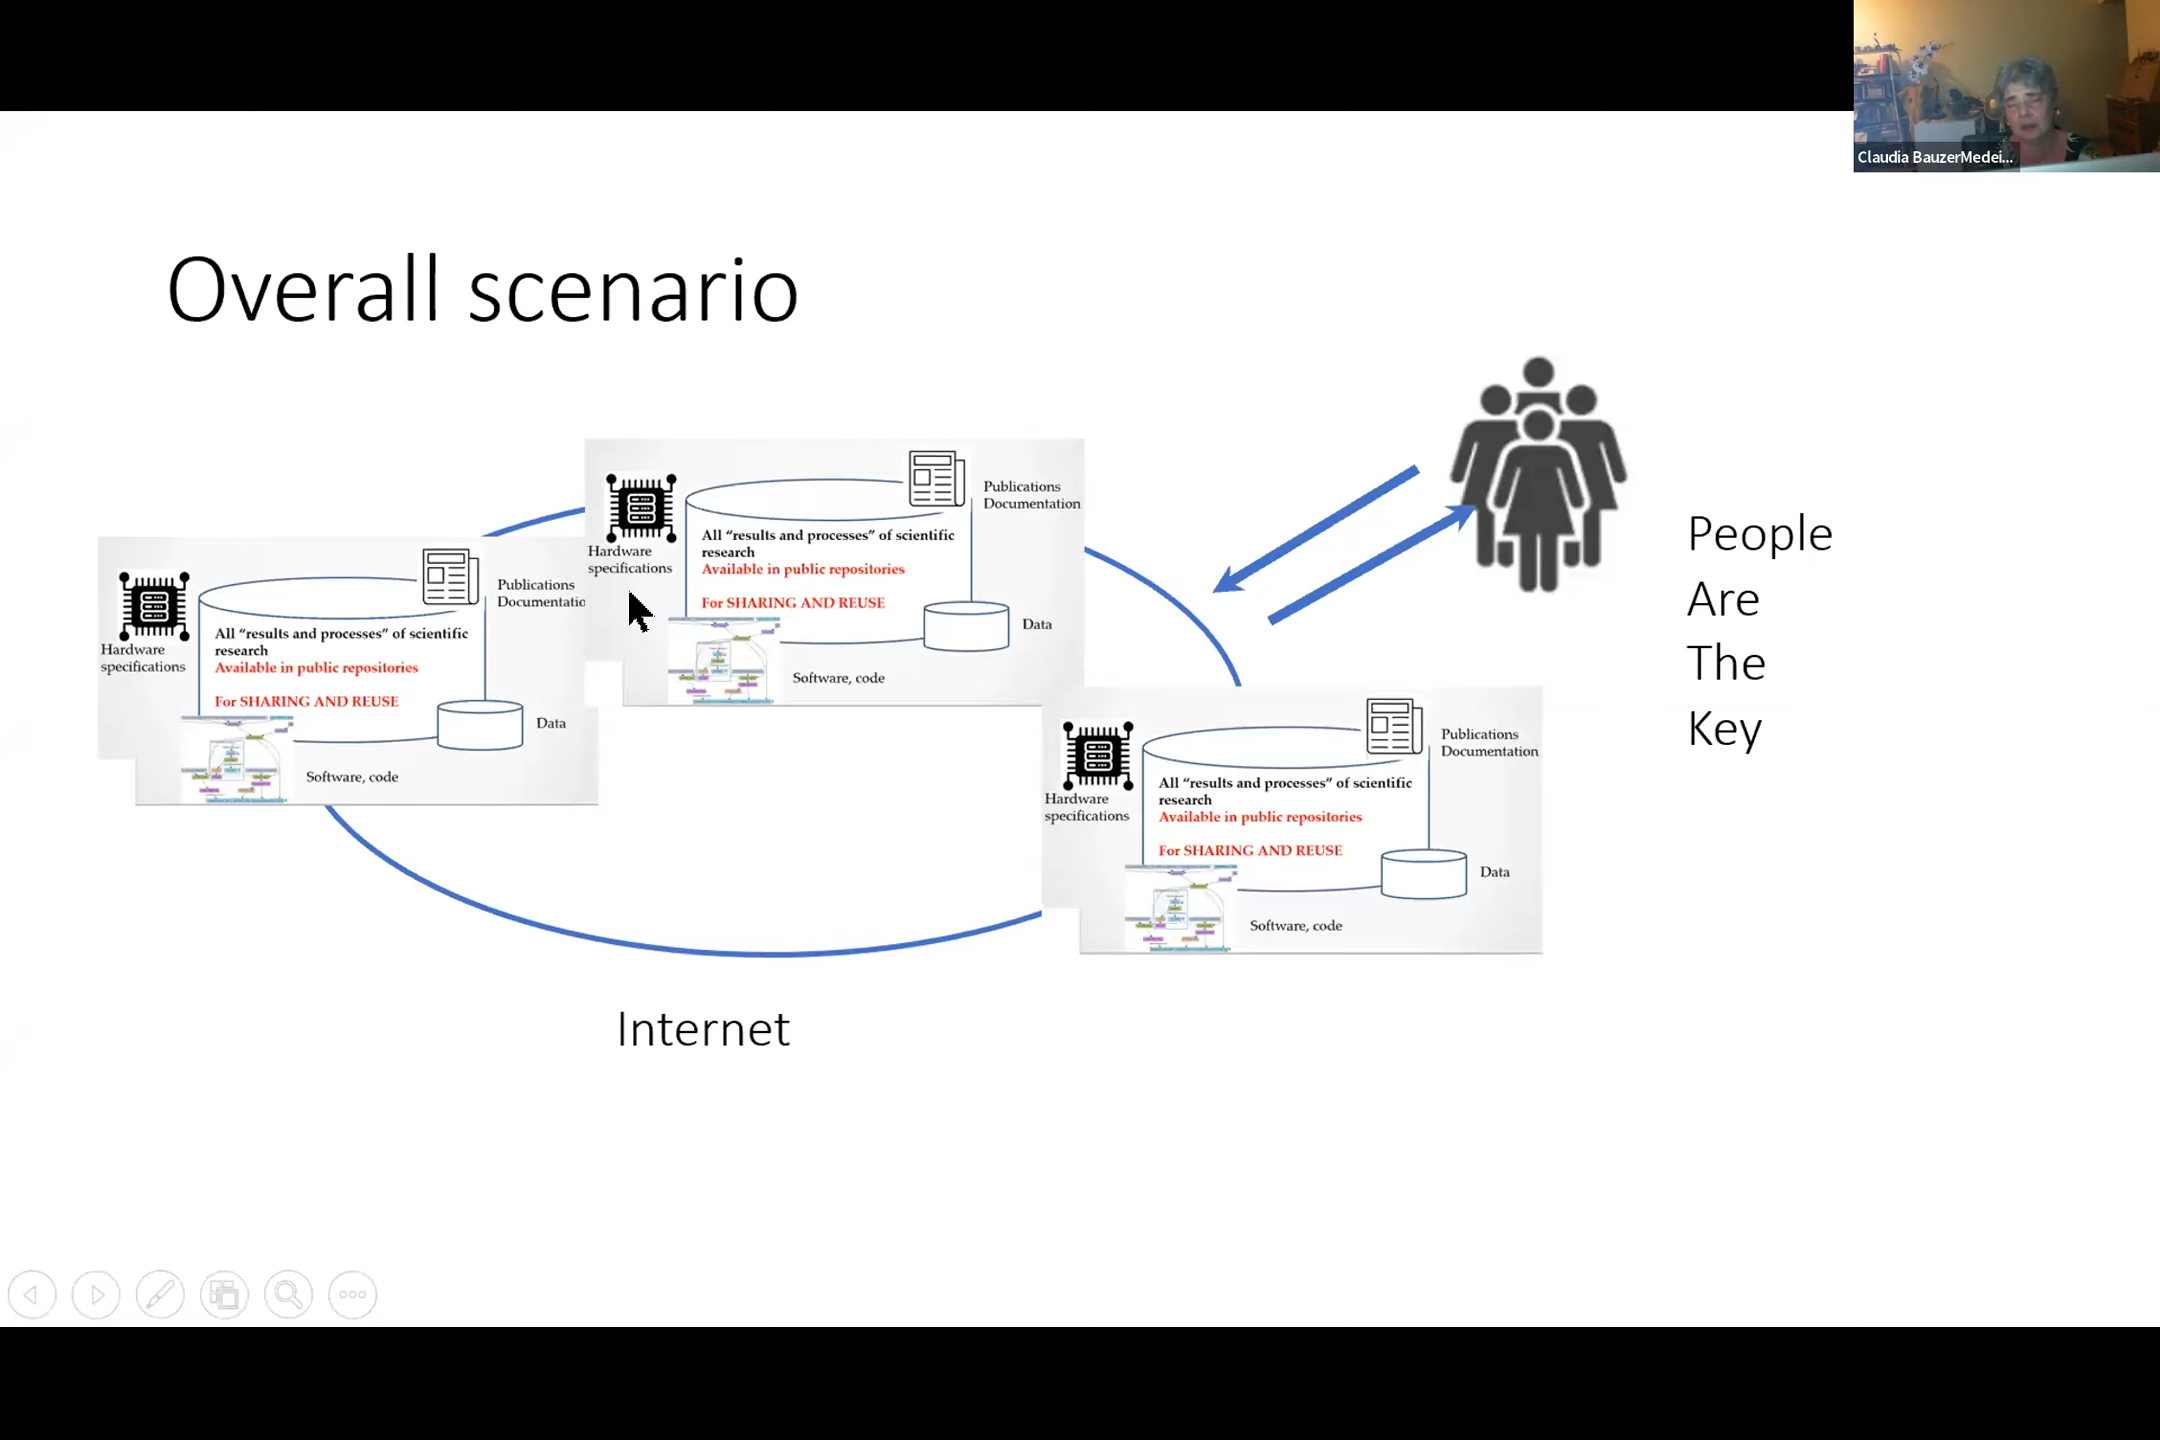 Claudia BauzerMedei...
Overall scenario
Publications
Documentation
Hardware
specifications
All “results and processes” of scientific
research
Available in public repositories
For SHARING AND REUSE
Data
Software, code
Publications
Documentatio
Hardware
specifications
All “results and processes” of scientific
research
Available in public repositories
For SHARING AND REUSE
Data
Software, code
Publications
Documentation
Hardware
specifications
All “results and processes” of scientific
research
Available in public repositories
For SHARING AND REUSE
Data
Software, code
People
Are
The
Key
Internet